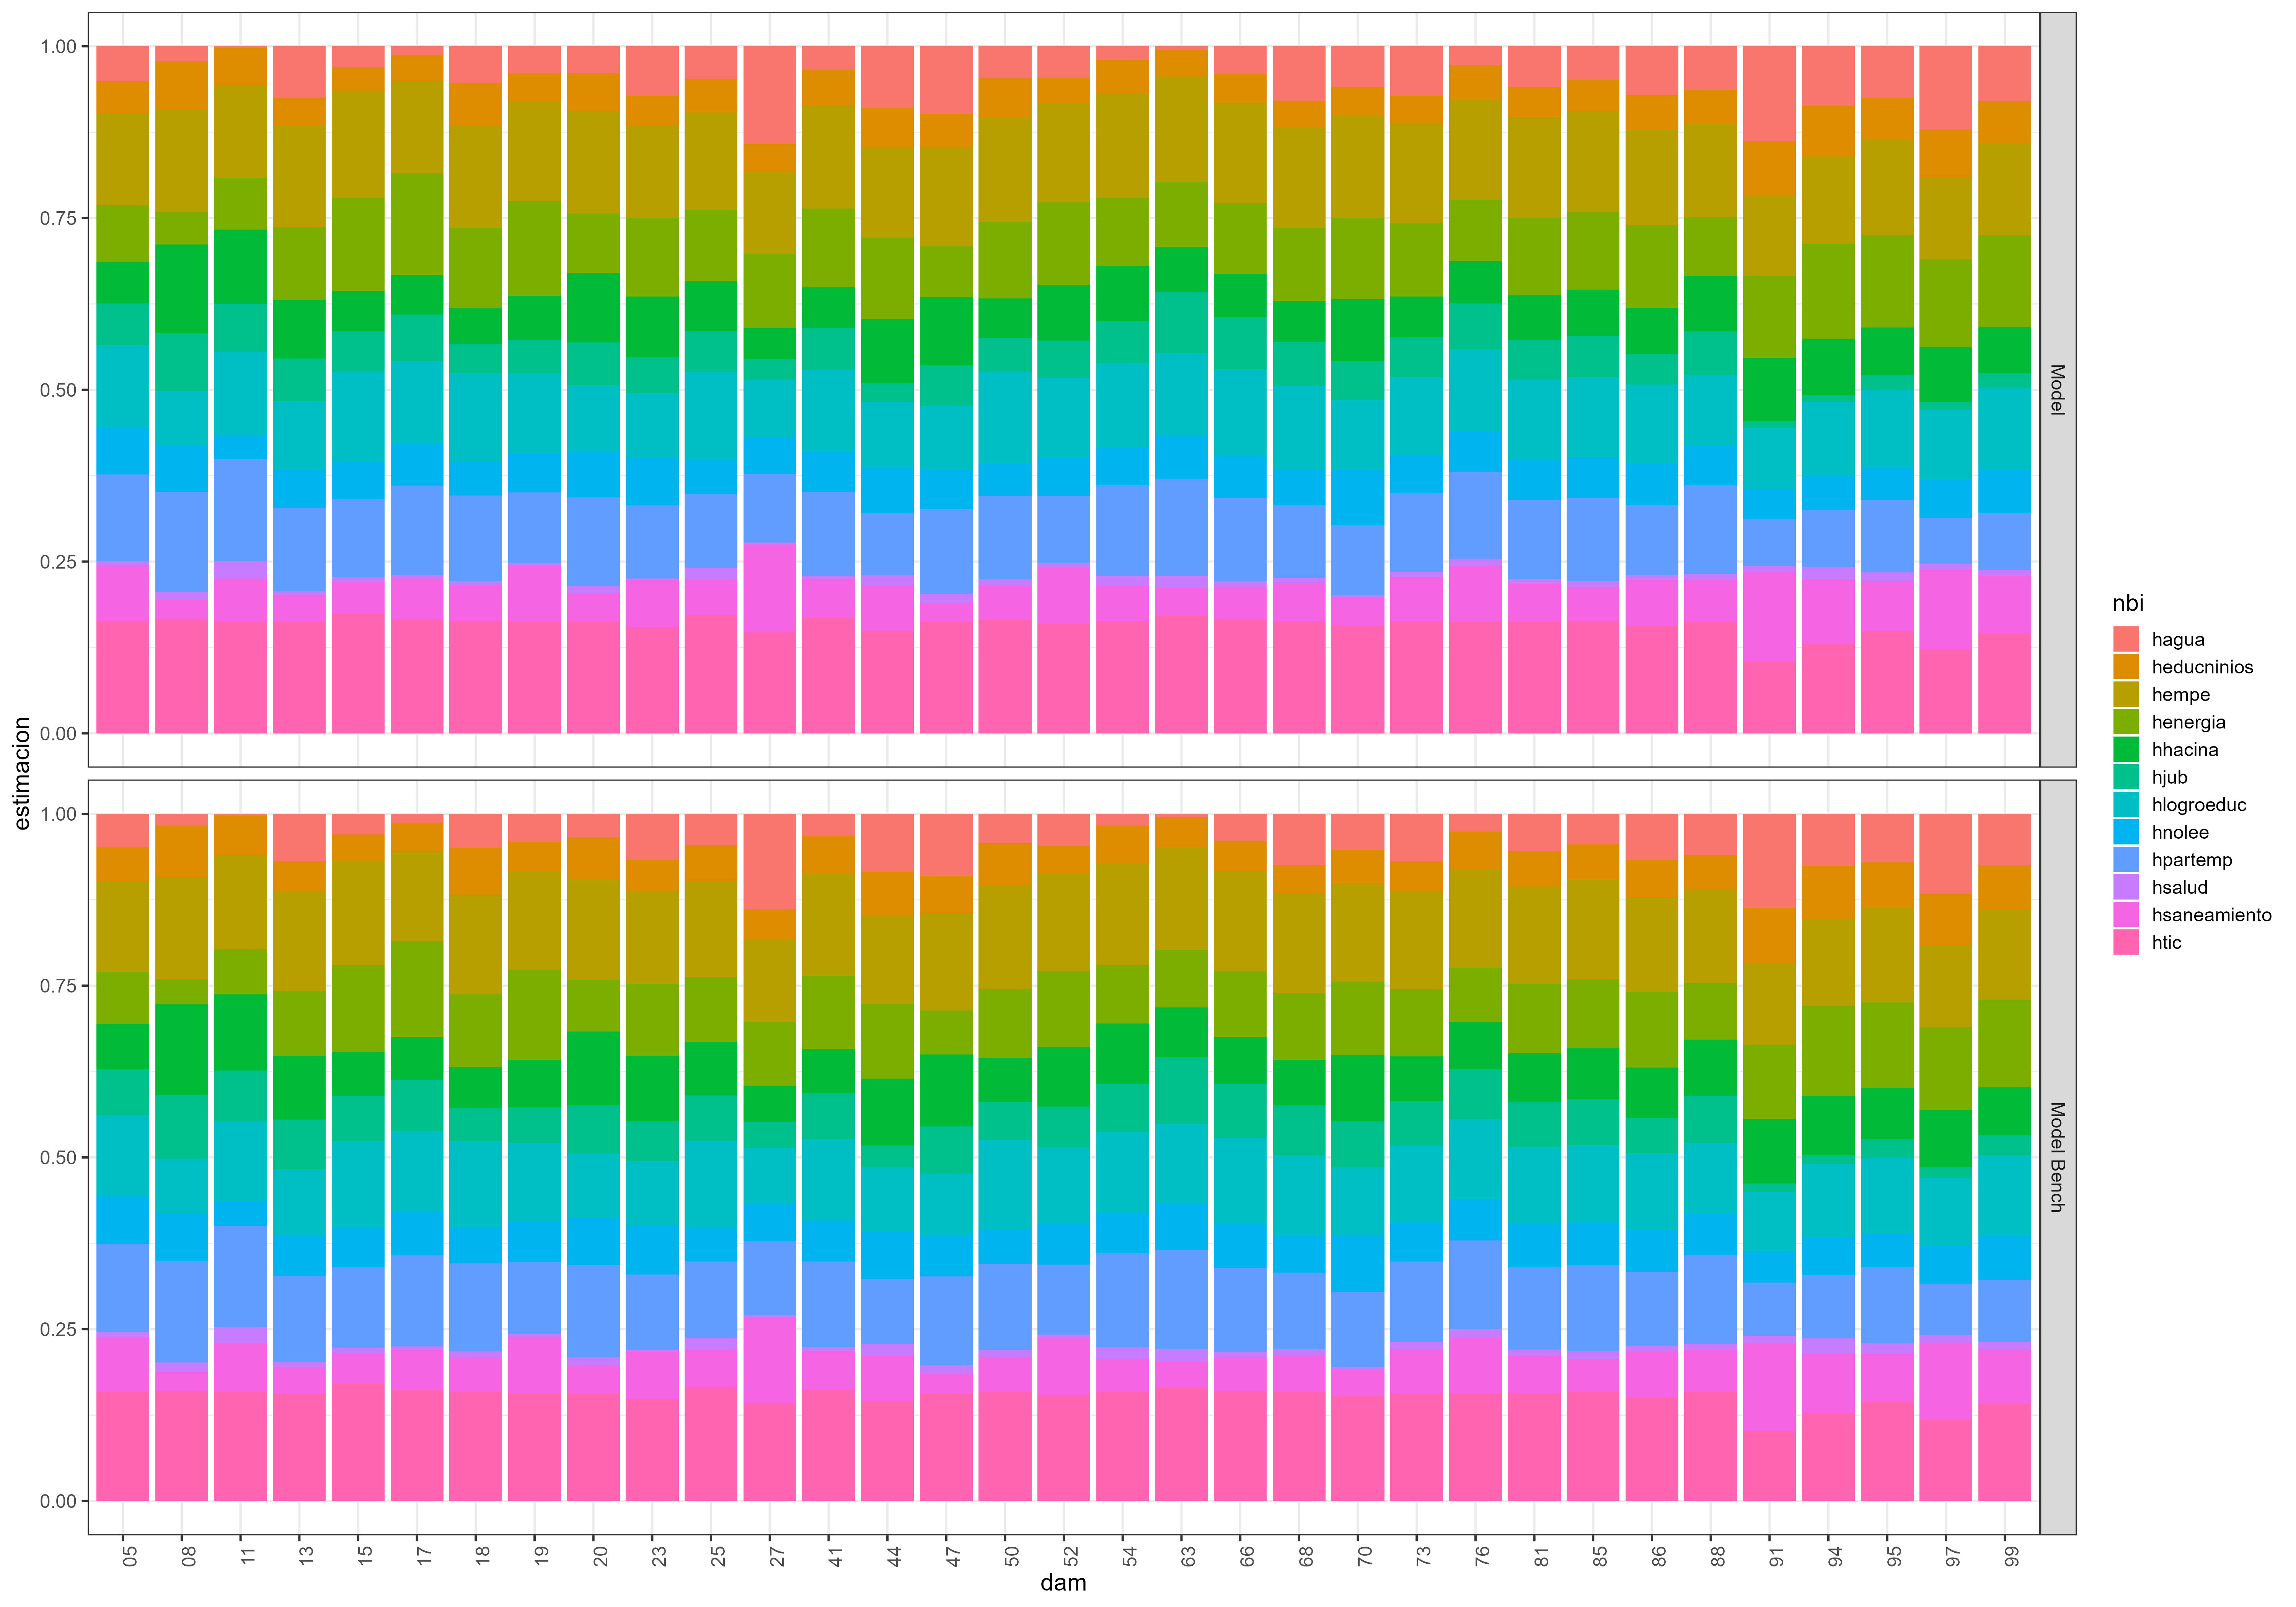 estimacion
1.00
0.75
0.50
0.25
0.00
Model
1.00
0.75
0.50
0.25
0.00
Model Bench
05 08 11 13 15 17 18 19 20 23 25 27 41 44 47 50 52 54 63 66 68 70 73 76 81 85 86 88 91 94 95 97 99
dam
nbi
hagua
heducninios
hempe
henergia
hhacina
hjub
hlogroeduc
hnolee
hpartemp
hsalud
hsaneamiento
htic